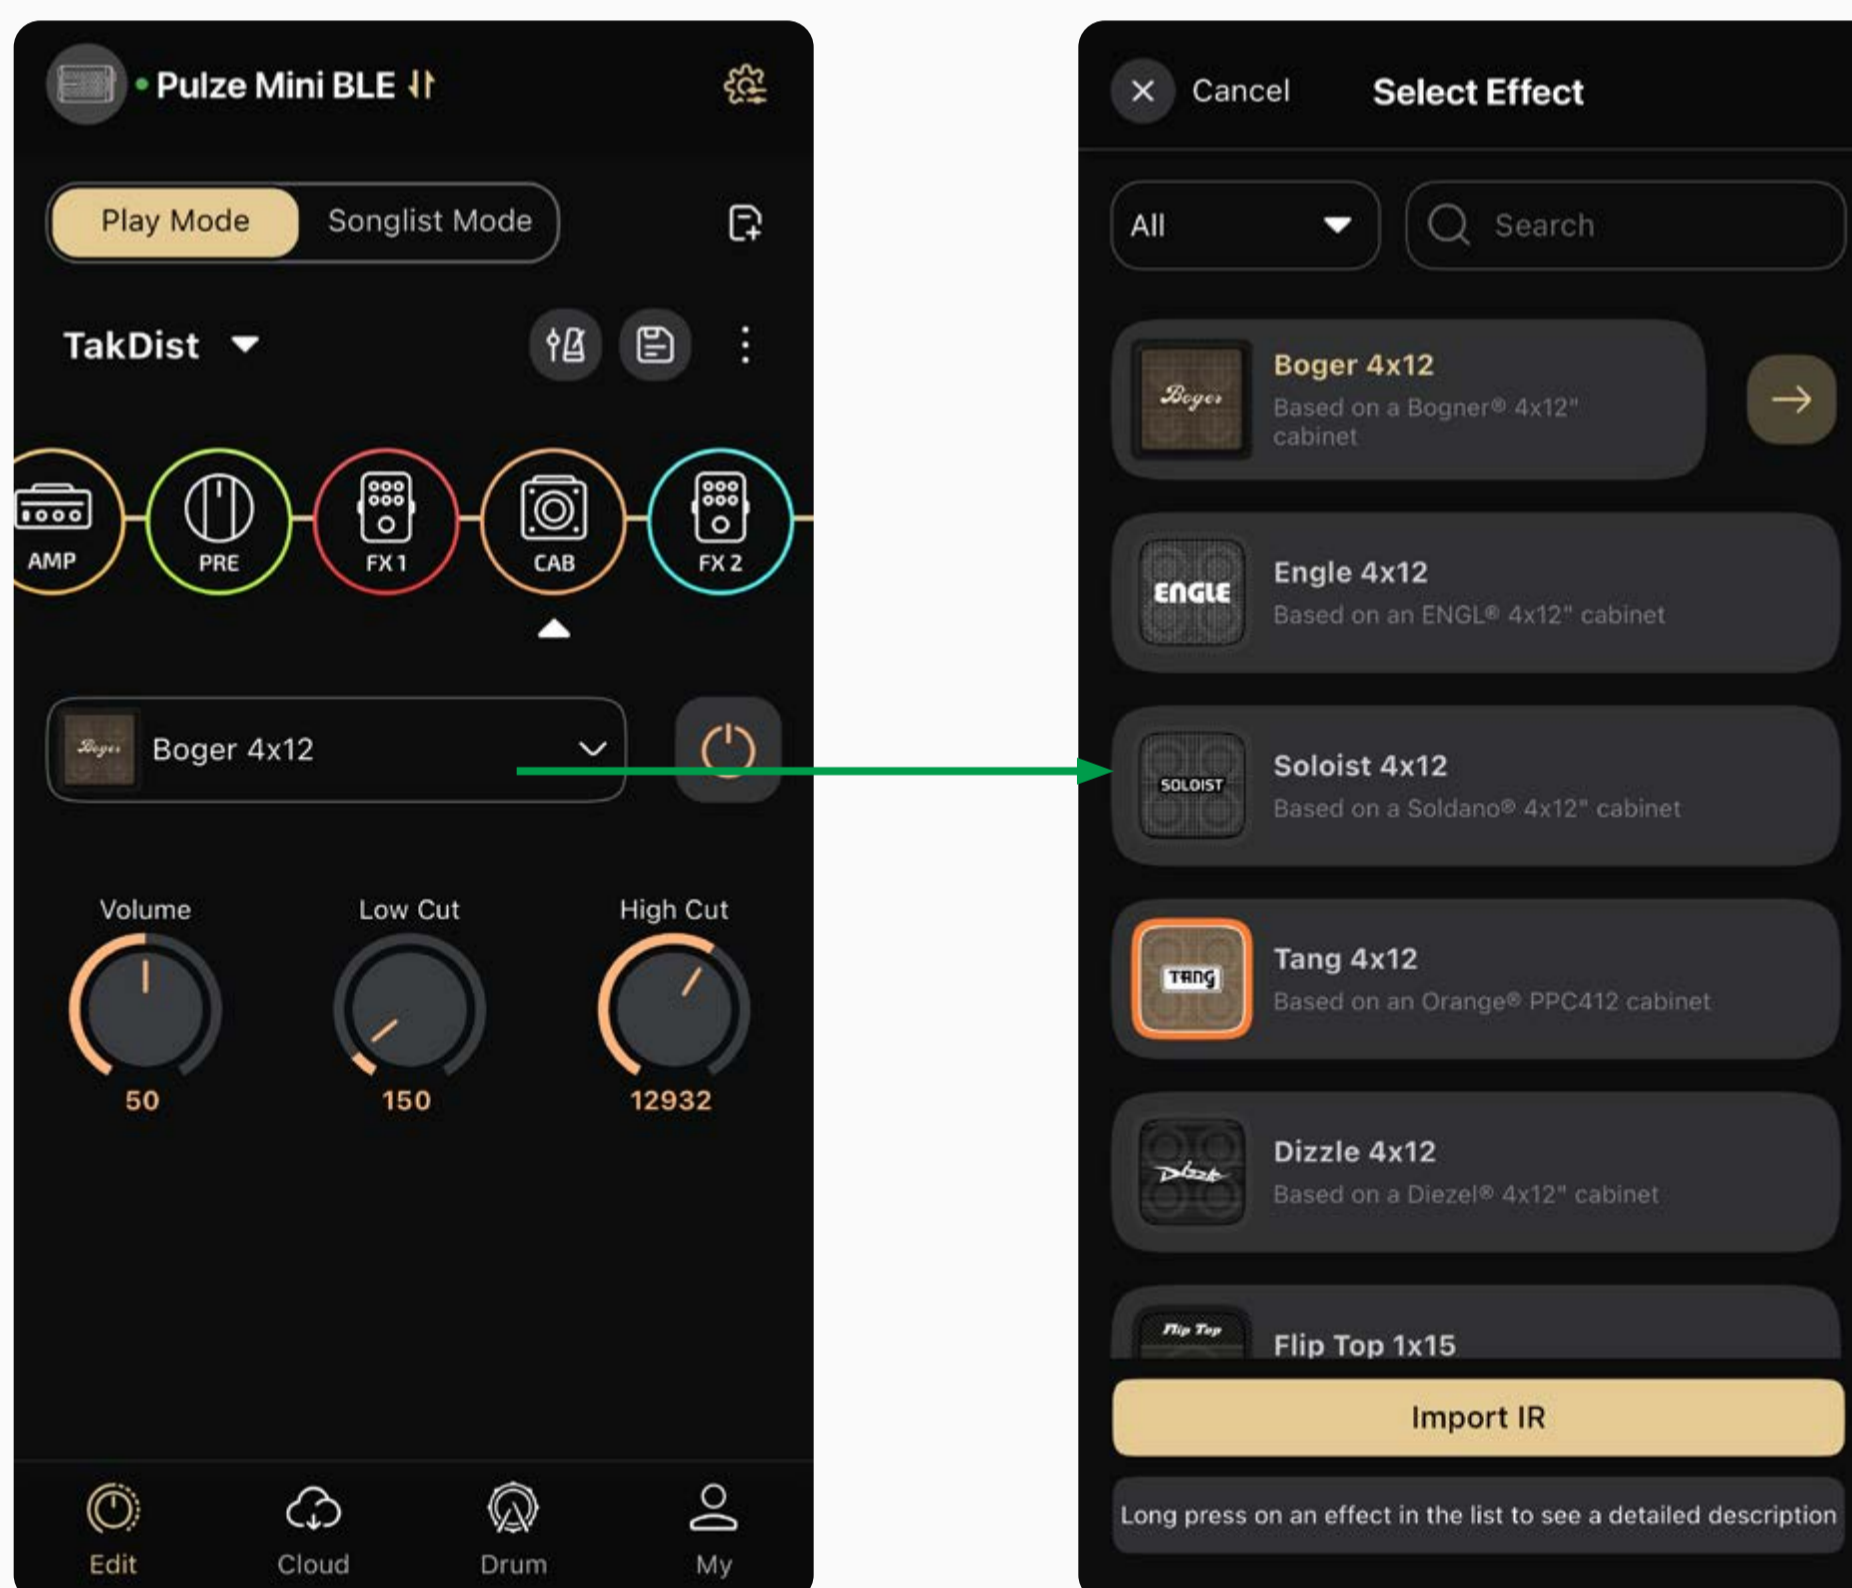 Pulze Mini BLE
Play Mode
Songlist Mode
TakDist
AMP
PRE
FX 1
CAB
FX 2
Boger
Boger 4x12
Volume
Low Cut
High Cut
50
150
12932
Edit
Cloud
Drum
My
Cancel
Select Effect
All
Search
Boger
Boger 4x12
Based on a Bogner® 4x12"
cabinet
ENGLE
Engle 4x12
Based on an ENGL® 4x12" cabinet
SOLOIST
Soloist 4x12
Based on a Soldano® 4x12" cabinet
TANG
Tang 4x12
Based on an Orange® PPC412 cabinet
Dizzle
Dizzle 4x12
Based on a Diezel® 4x12" cabinet
Flip Top
Flip Top 1x15
Import IR
Long press on an effect in the list to see a detailed description